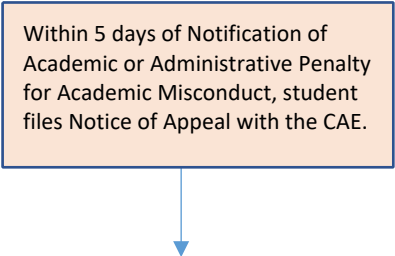 Within 5 days of Notification of
Academic or Administrative Penalty
for Academic Misconduct, student
files Notice of Appeal with the CAE.